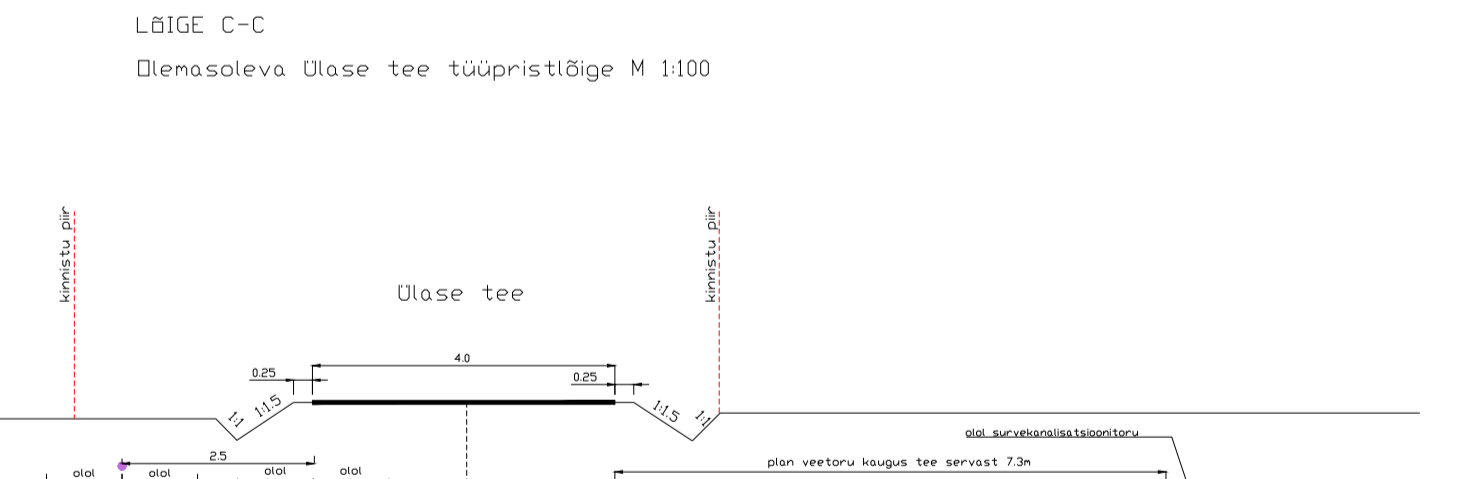 LÕIGE C-C
Olemasoleva Ülase tee tüüpristlõige M 1:100
kinnistu piir
kinnistu piir
Ülase tee
4.0
0.25
0.25
1:1
1:1.5
1:1.5
1:1
olol survekanalisatsioonitoru
2.5
plan veetoru kaugus tee servast 7.3m
olol
olol
olol
olol